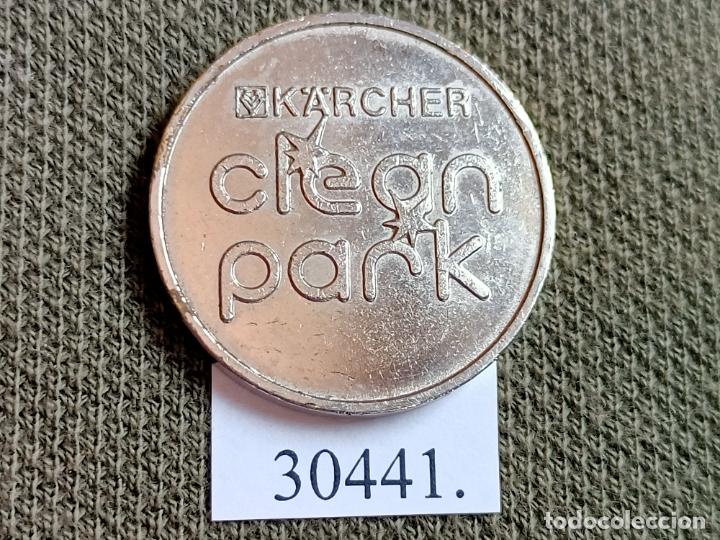 KÄRCHER
clean
park
30441.
todocoleccion